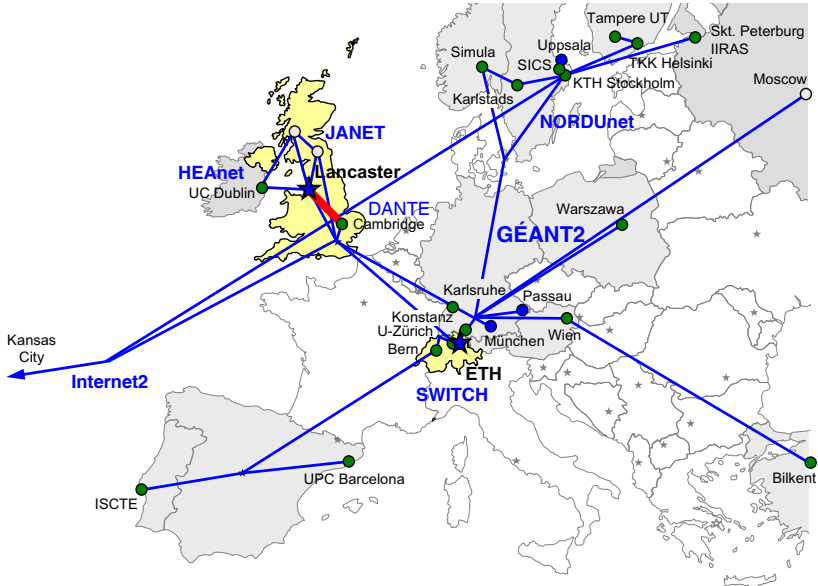 Tampere UT
Skt. Peterburg
IIRAS
Uppsala
Simula
SICS
TKK Helsinki
Moscow
KTH Stockholm
Karlstads
NORDUnet
JANET
HEAnet
Lancaster
UC Dublin
DANTE
Cambridge
Warszawa
GÉANT2
Karlsruhe
Passau
Konstanz
U-Zürich
Kansas
City
München
Wien
Bern
ETH
Internet2
SWITCH
UPC Barcelona
Bilkent
ISCTE